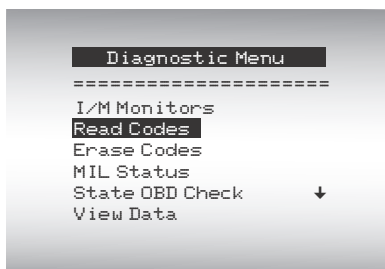 Diagnostic Menu
=====================
I/M Monitors
Read Codes
Erase Codes
MIL Status
State OBD Check ↓
View Data